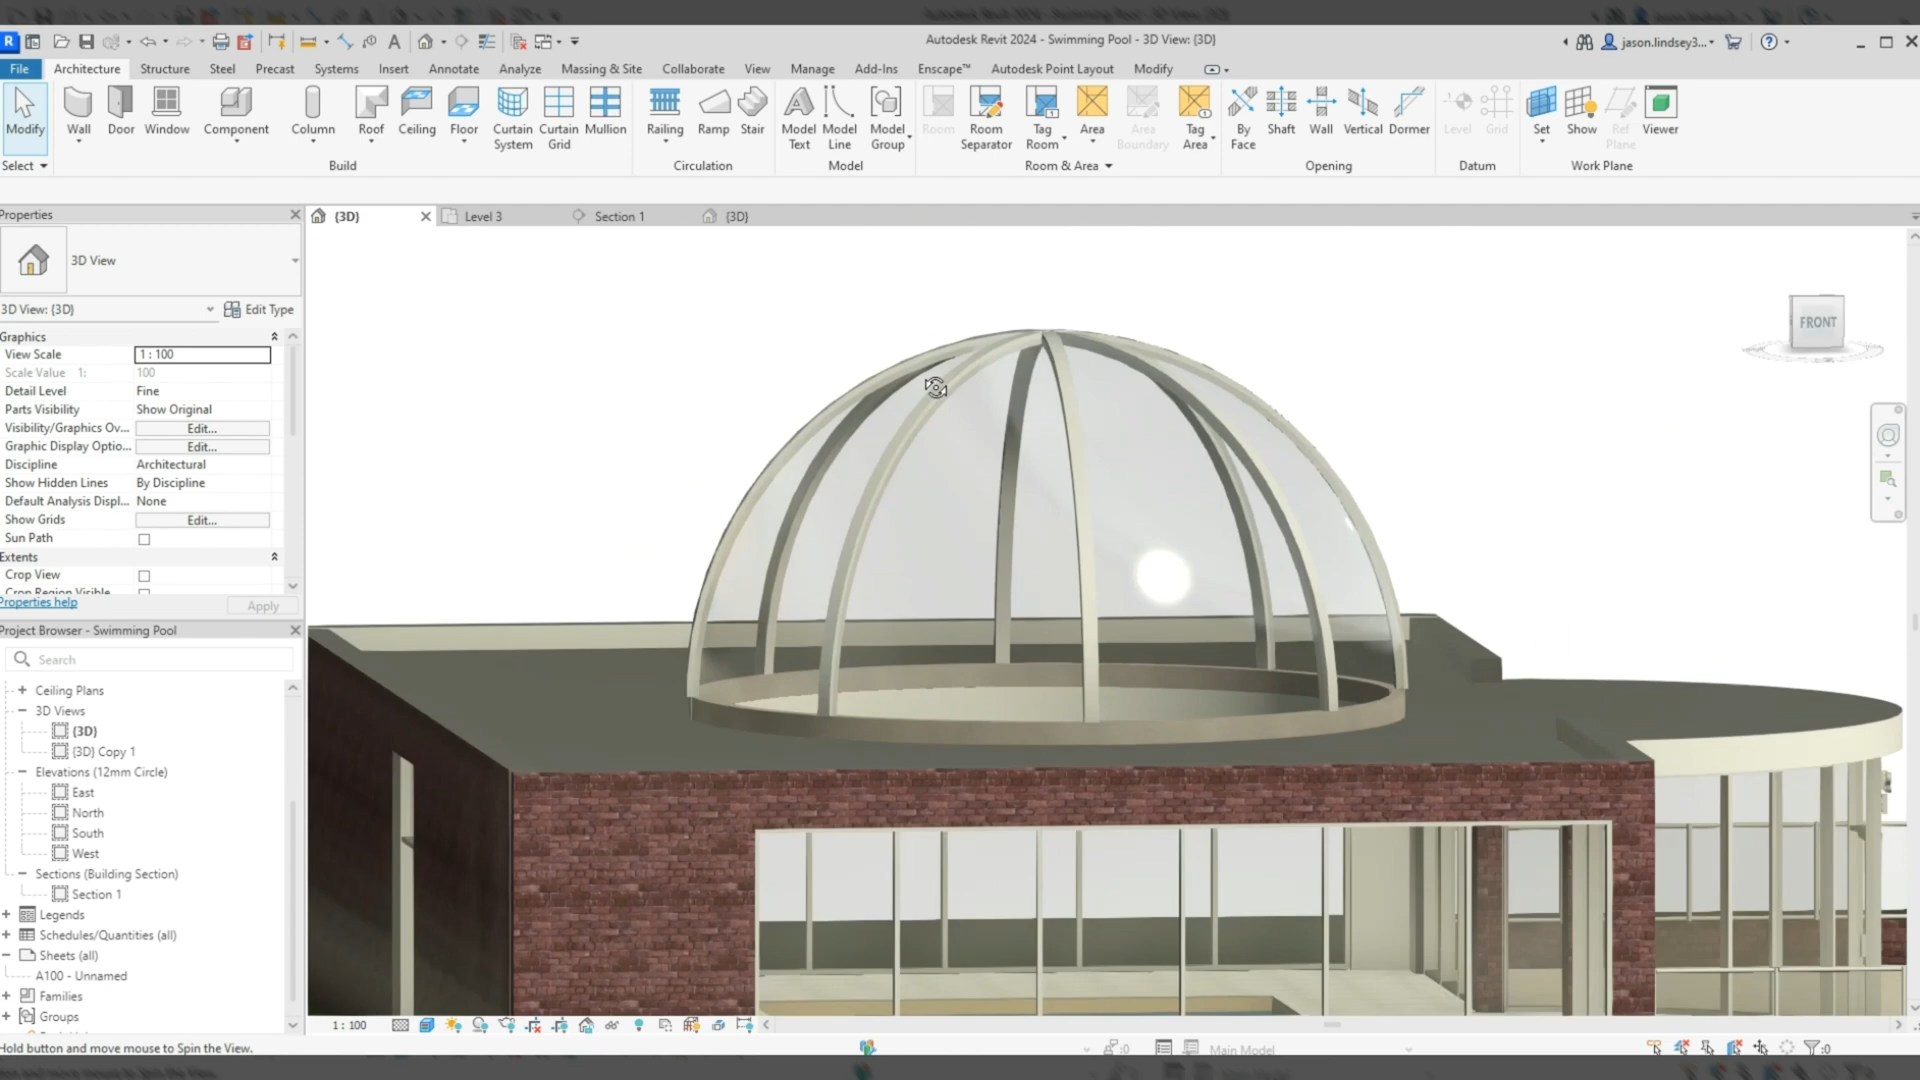 Autodesk Revit 2024 - Swimming Pool - 3D View: {3D}
jason.lindsey3...
File Architecture Structure Steel Precast Systems Insert Annotate Analyze Massing & Site Collaborate View Manage Add-Ins Enscape™ Autodesk Point Layout Modify
Modify Wall Door Window Component Column Roof Ceiling Floor Curtain System Curtain Grid Mullion Railing Ramp Stair Model Text Model Line Model Group Room Room Separator Tag Room Area Area Boundary Tag Area By Face Shaft Wall Vertical Dormer Level Grid Set Show Ref Plane Viewer
Select Build Circulation Model Room & Area Opening Datum Work Plane
Properties
{3D} Level 3 Section 1 {3D}
3D View
3D View: {3D} Edit Type
Graphics
View Scale 1 : 100
Scale Value 1: 100
Detail Level Fine
Parts Visibility Show Original
Visibility/Graphics Ov... Edit...
Graphic Display Optio... Edit...
Discipline Architectural
Show Hidden Lines By Discipline
Default Analysis Displ... None
Show Grids Edit...
Sun Path
Extents
Crop View
Crop Region Visible
Properties help Apply
Project Browser - Swimming Pool
Search
Ceiling Plans
3D Views
{3D}
{3D} Copy 1
Elevations (12mm Circle)
East
North
South
West
Sections (Building Section)
Section 1
Legends
Schedules/Quantities (all)
Sheets (all)
A100 - Unnamed
Families
Groups
FRONT
1 : 100
Hold button and move mouse to Spin the View.
:0 Main Model :0